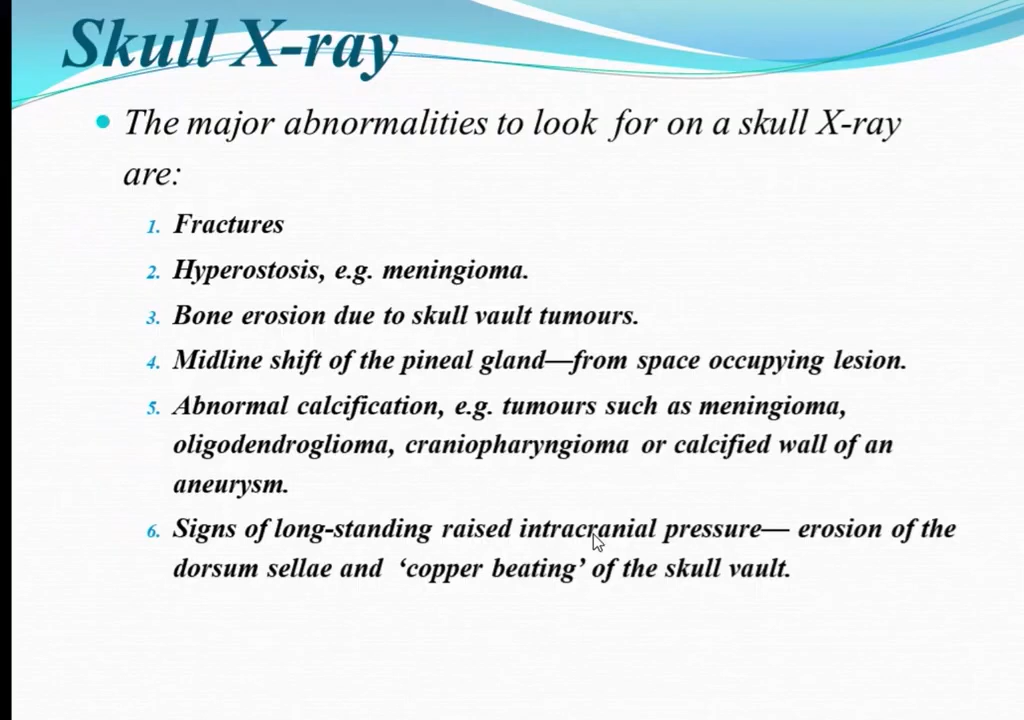 Skull X-ray
• The major abnormalities to look for on a skull X-ray
are:
1. Fractures
2. Hyperostosis, e.g. meningioma.
3. Bone erosion due to skull vault tumours.
4. Midline shift of the pineal gland—from space occupying lesion.
5. Abnormal calcification, e.g. tumours such as meningioma,
oligodendroglioma, craniopharyngioma or calcified wall of an
aneurysm.
6. Signs of long-standing raised intracranial pressure— erosion of the
dorsum sellae and ‘copper beating’ of the skull vault.